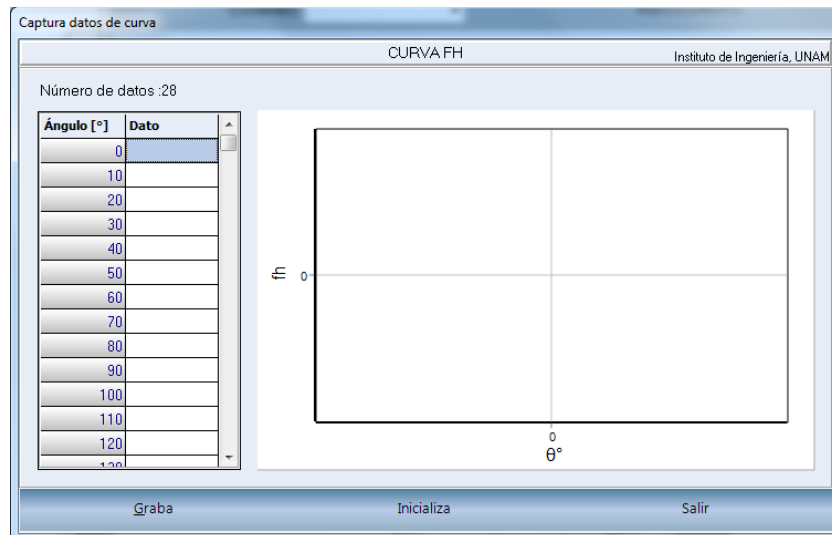 Captura datos de curva
CURVA FH
Instituto de Ingeniería, UNAM
Número de datos :28
Ángulo [°] Dato
0
10
20
30
40
50
60
70
80
90
100
110
120
130
fh
0
0
θ°
Graba Inicializa Salir